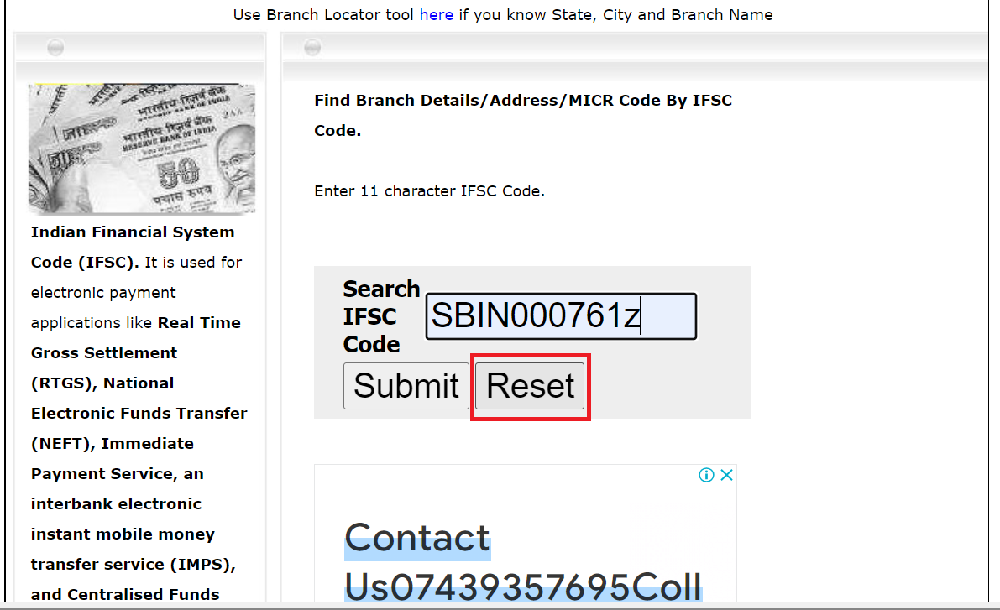 Use Branch Locator tool here if you know State, City and Branch Name
भारतीय रिज़र्व बैंक
RESERVE BANK OF INDIA
50
पचास रुपये
Indian Financial System
Code (IFSC). It is used for
electronic payment
applications like Real Time
Gross Settlement
(RTGS), National
Electronic Funds Transfer
(NEFT), Immediate
Payment Service, an
interbank electronic
instant mobile money
transfer service (IMPS),
and Centralised Funds
Find Branch Details/Address/MICR Code By IFSC
Code.
Enter 11 character IFSC Code.
Search
IFSC
Code
SBIN000761z
Submit Reset
Contact
Us07439357695Coll